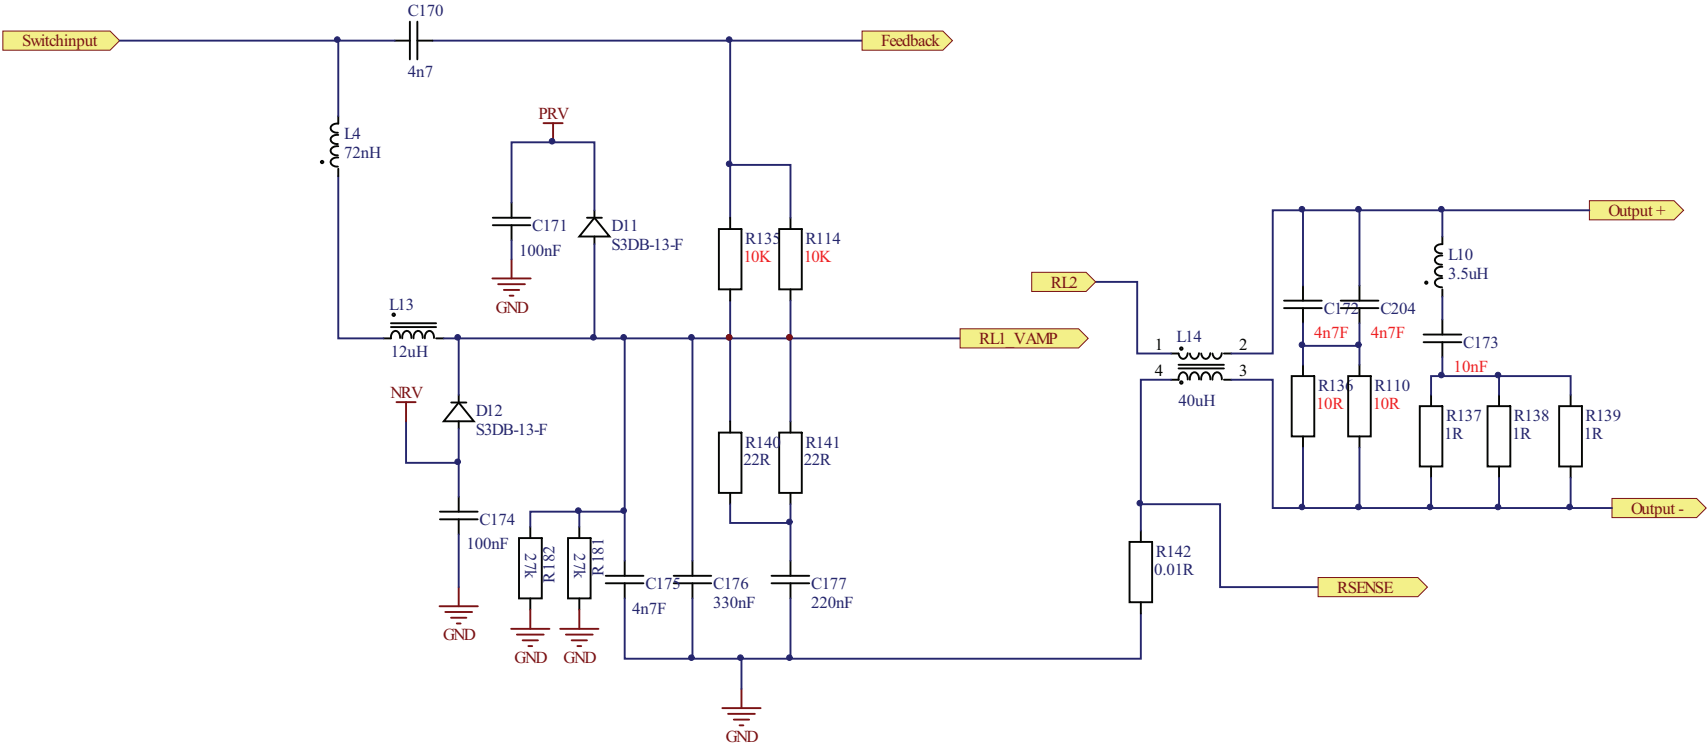 C170
Switchinput
Feedback
4n7
PRV
L4
72nH
C171
100nF
D11
S3DB-13-F
GND
R135
10K
R114
10K
Output +
L10
3.5uH
RL2
L13
12uH
RL1_VAMP
C172
4n7F
C204
4n7F
L14
1
2
4
3
40uH
C173
10nF
NRV
D12
S3DB-13-F
R136
10R
R110
10R
R137
1R
R138
1R
R139
1R
R140
22R
R141
22R
Output -
C174
100nF
27k
R182
27k
R181
R142
0.01R
C175
4n7F
C176
330nF
C177
220nF
RSENSE
GND
GND
GND
GND